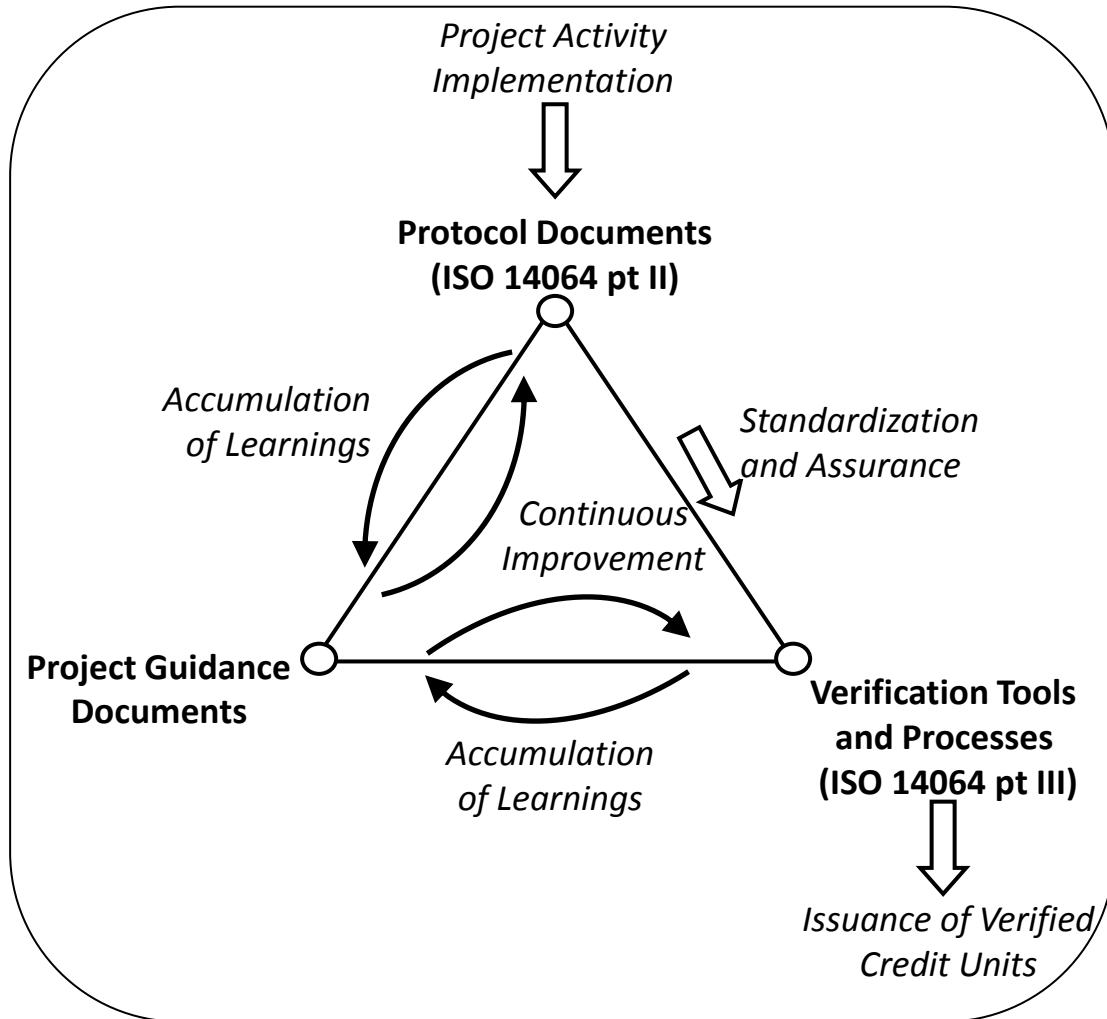 Project Activity
Implementation
Protocol Documents
(ISO 14064 pt II)
Accumulation
of Learnings
Standardization
and Assurance
Continuous
Improvement
Project Guidance
Documents
Verification Tools
and Processes
(ISO 14064 pt III)
Accumulation
of Learnings
Issuance of Verified
Credit Units